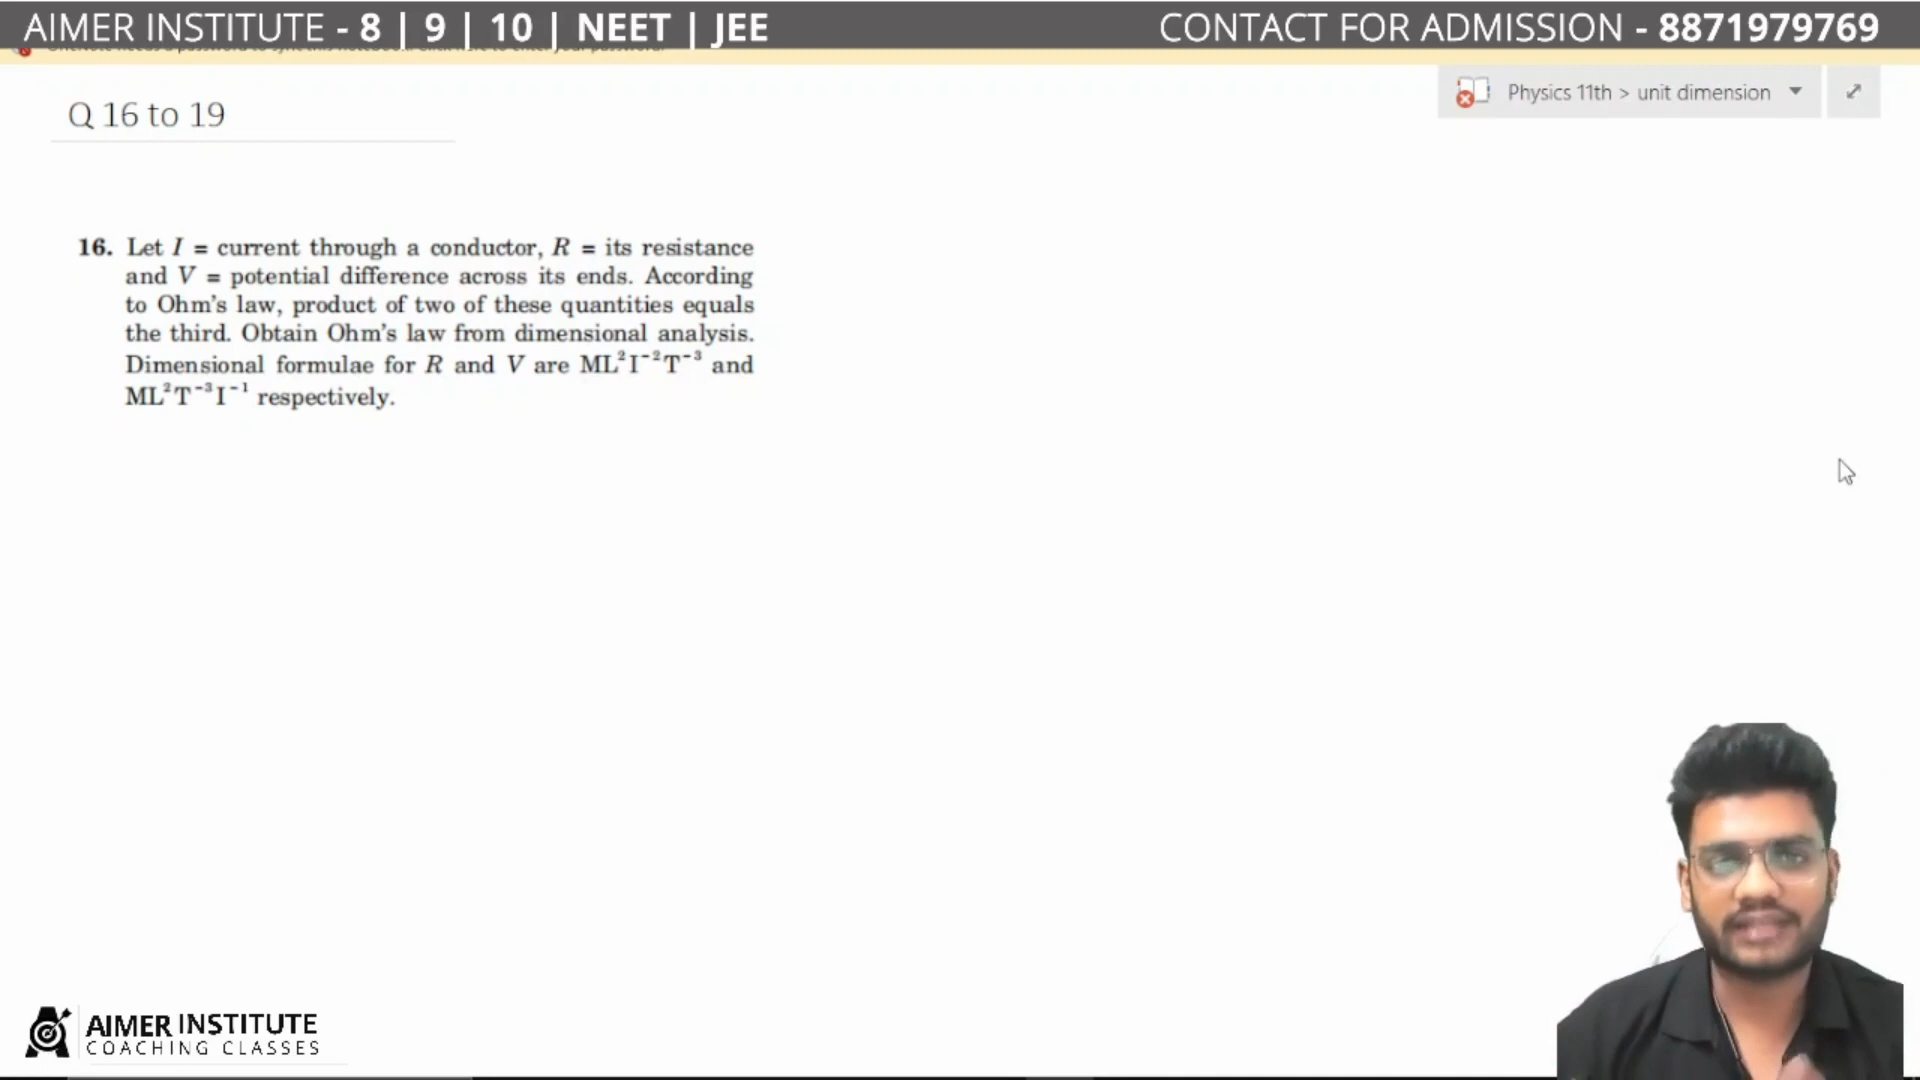 AIMER INSTITUTE - 8 | 9 | 10 | NEET | JEE
CONTACT FOR ADMISSION - 8871979769
Physics 11th > unit dimension
Q 16 to 19
16. Let I = current through a conductor, R = its resistance
and V = potential difference across its ends. According
to Ohm's law, product of two of these quantities equals
the third. Obtain Ohm's law from dimensional analysis.
Dimensional formulae for R and V are ML²I⁻²T⁻³ and
ML²T⁻³I⁻¹ respectively.
AIMER INSTITUTE
COACHING CLASSES